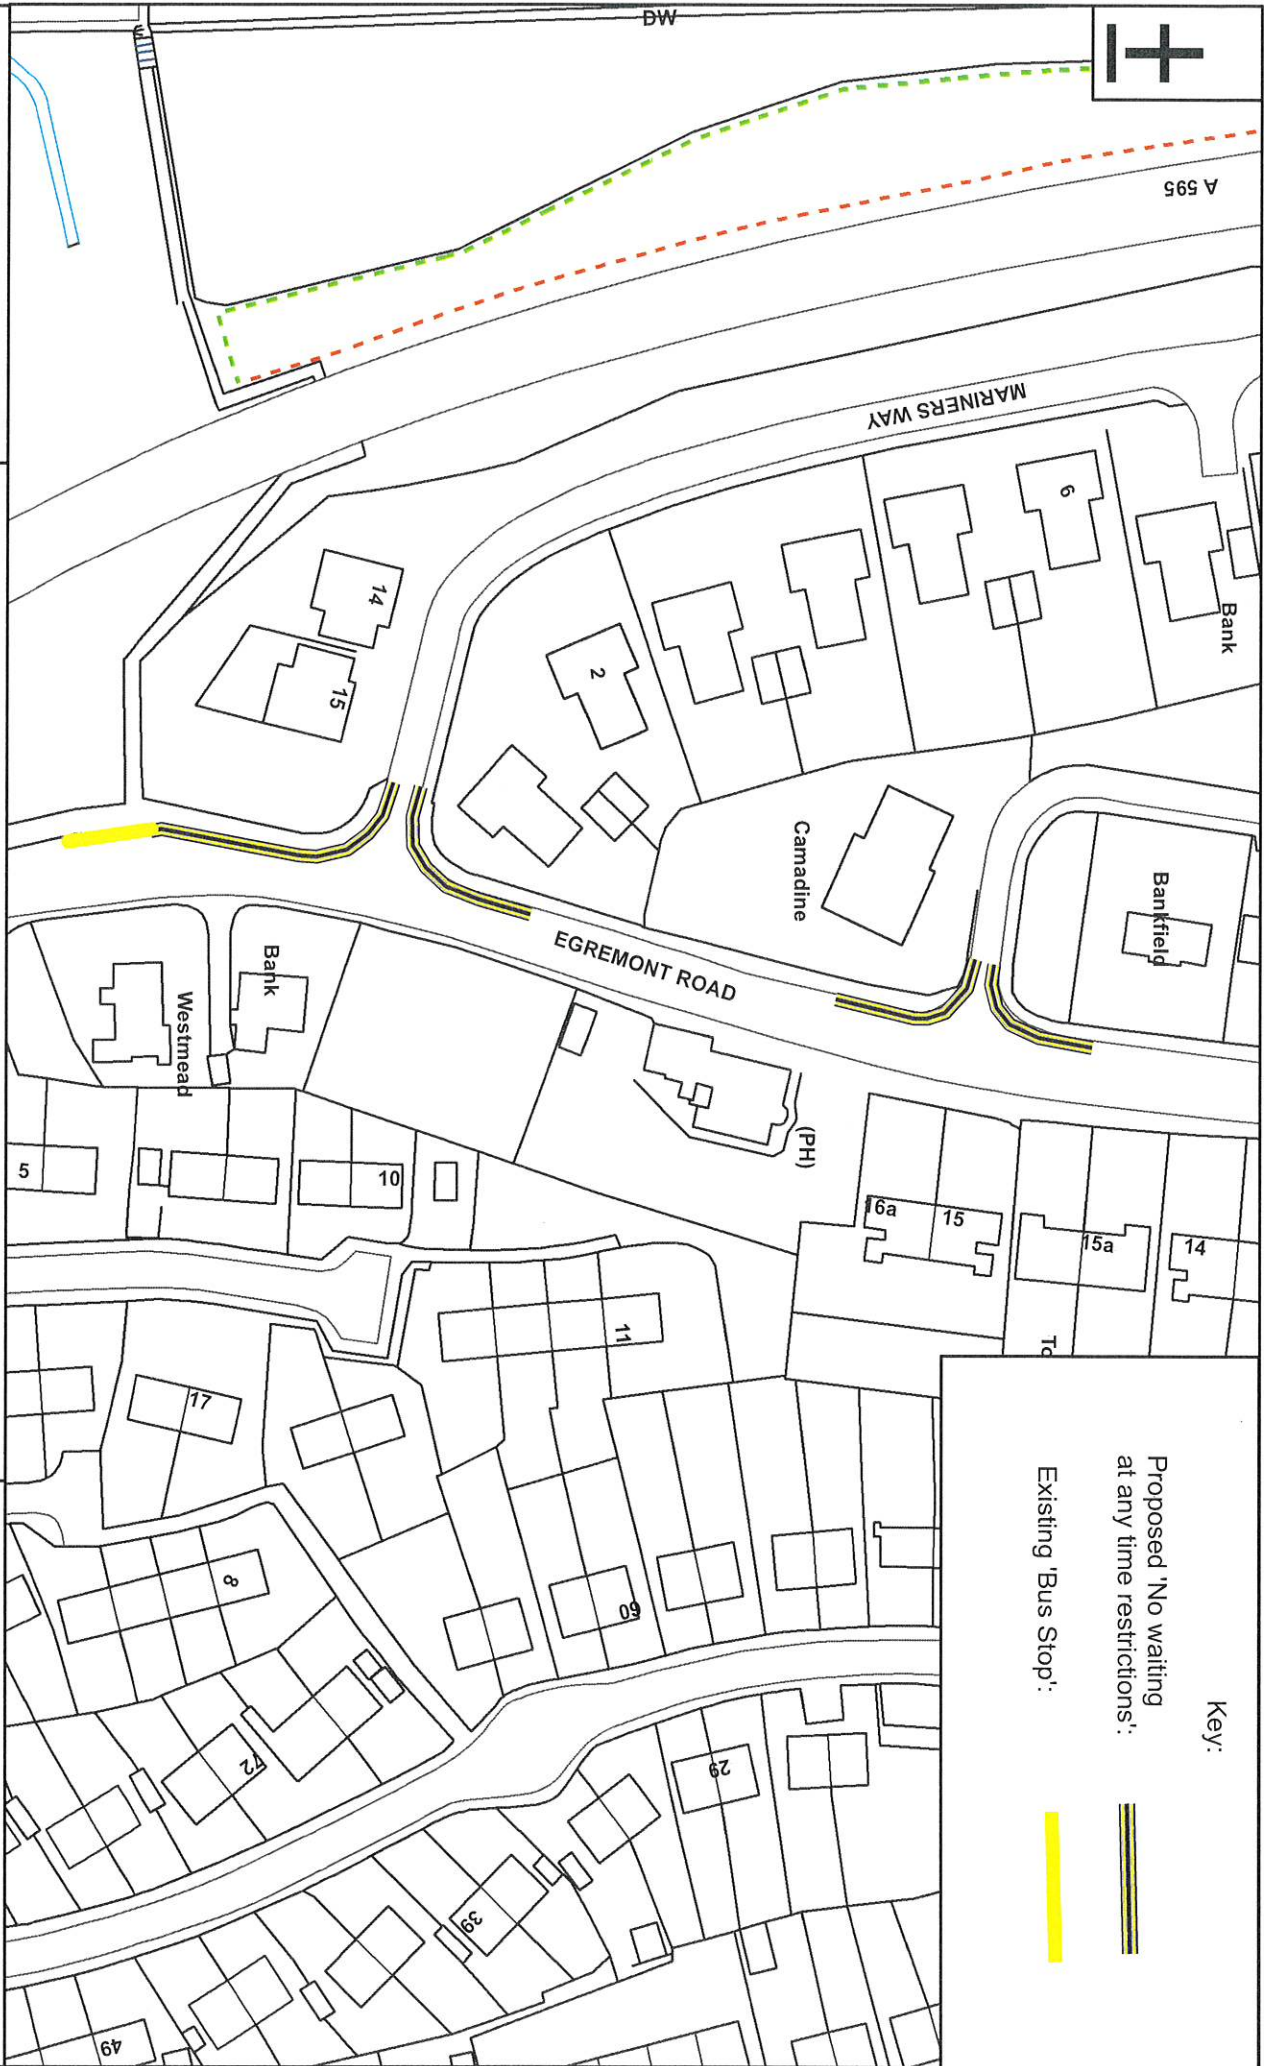 Key:
Proposed 'No waiting
at any time restrictions':
Existing 'Bus Stop':
DW
A 595
MARINERS WAY
6
Bank
14
15
2
Camadine
Bankfield
EGREMONT ROAD
Bank
Westmead
(PH)
5
10
16a
15
15a
14
To
11
17
8
60
72
29
39
49